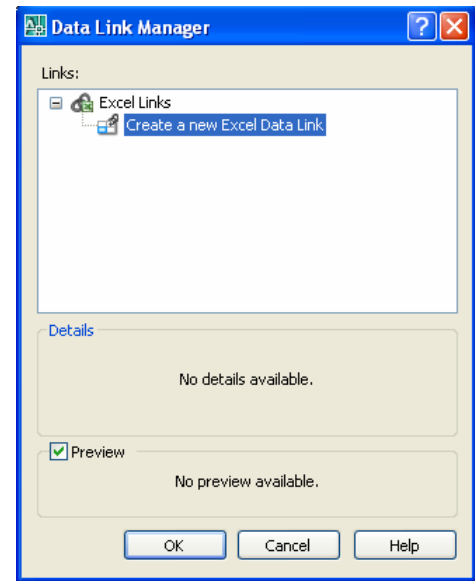 Data Link Manager
Links:
Excel Links
Create a new Excel Data Link
Details
No details available.
Preview
No preview available.
OK Cancel Help